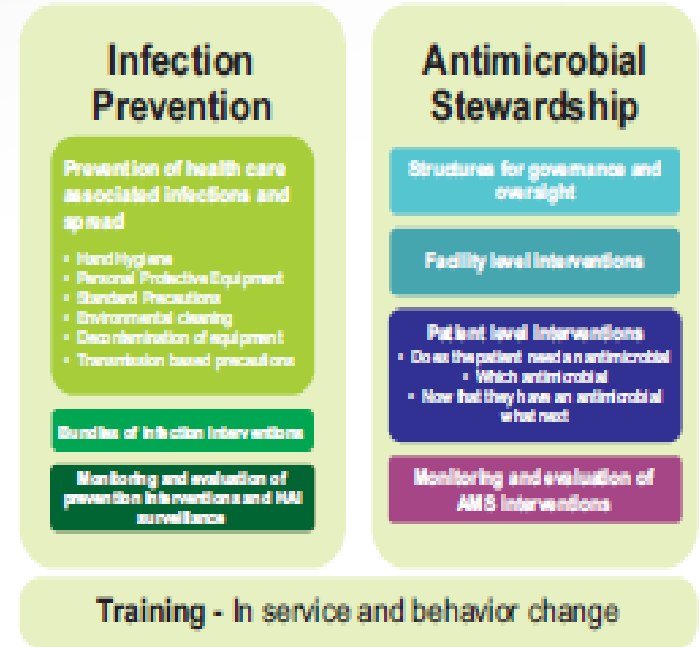 Infection
Prevention
Prevention of health care
associated infections and
spread
• Hand Hygiene
• Personal Protective Equipment
• Standard Precautions
• Environmental cleaning
• Decontamination of equipment
• Transmission based precautions
Bundles of infection interventions
Monitoring and evaluation of
prevention interventions and HAI
surveillance
Antimicrobial
Stewardship
Structures for governance and
oversight
Facility level interventions
Patient level interventions
• Does the patient need an antimicrobial
• Which antimicrobial
• Now that they have an antimicrobial
what next
Monitoring and evaluation of
AMS interventions
Training - In service and behavior change